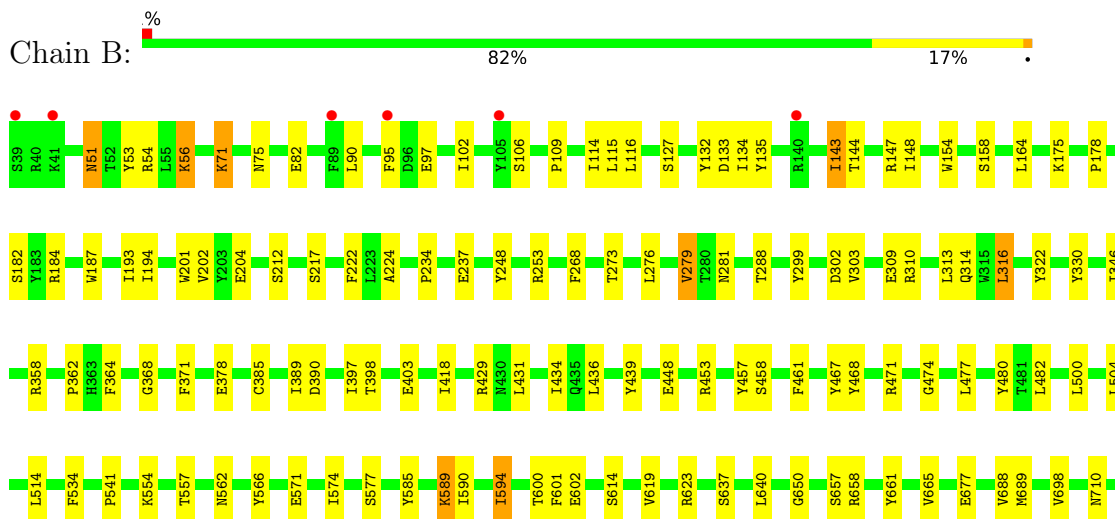 .%
Chain B:
82% 17% •
S39 R40 K41 N51 T52 Y53 R54 L55 K56 K71 N75 E82 F89 L90 F95 D96 E97 I102 Y105 S106 P109 I114 L115 L116 S127 Y132 D133 I134 Y135 R140 I143 T144 R147 I148 W154 S158 L164 K175 P178
S182 Y183 R184 W187 I193 I194 W201 V202 Y203 E204 S212 S217 F222 L223 A224 P234 E237 Y248 R253 F268 T273 L276 V279 T280 N281 T288 Y299 D302 V303 E309 R310 L313 Q314 W315 L316 Y322 Y330
R358 P362 H363 F364 G368 F371 E378 C385 I389 D390 I397 T398 E403 I418 R429 N430 L431 I434 Q435 L436 Y439 E448 R453 Y457 S458 F461 Y467 Y468 R471 G474 L477 Y480 T481 L482 L500
L514 F534 P541 K554 T557 N562 Y566 E571 I574 S577 Y585 K589 I590 I594 T600 F601 E602 S614 V619 R623 S637 L640 G650 S657 R658 Y661 V665 E677 V688 M689 V698 N710